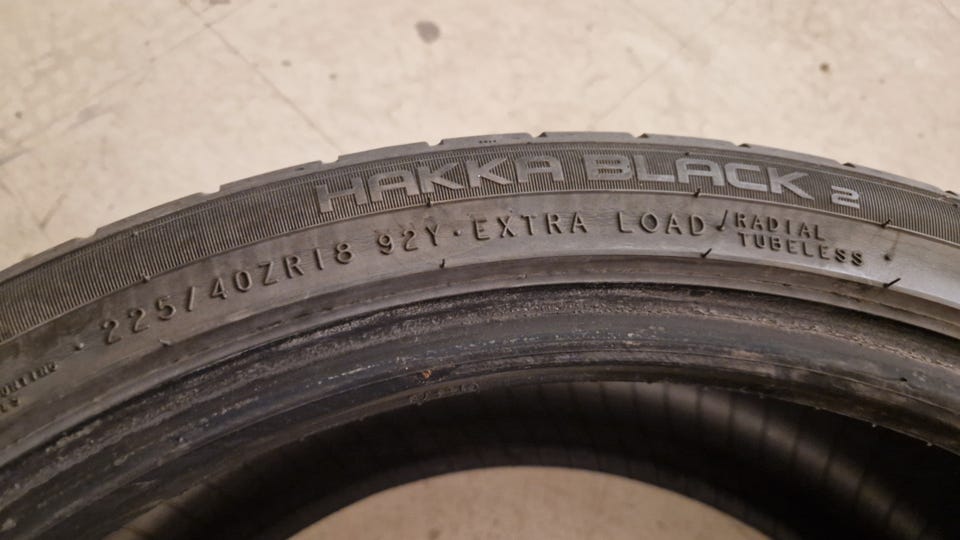 HAKKA BLACK 2
225/40ZR18 92Y · EXTRA LOAD / RADIAL
TUBELESS